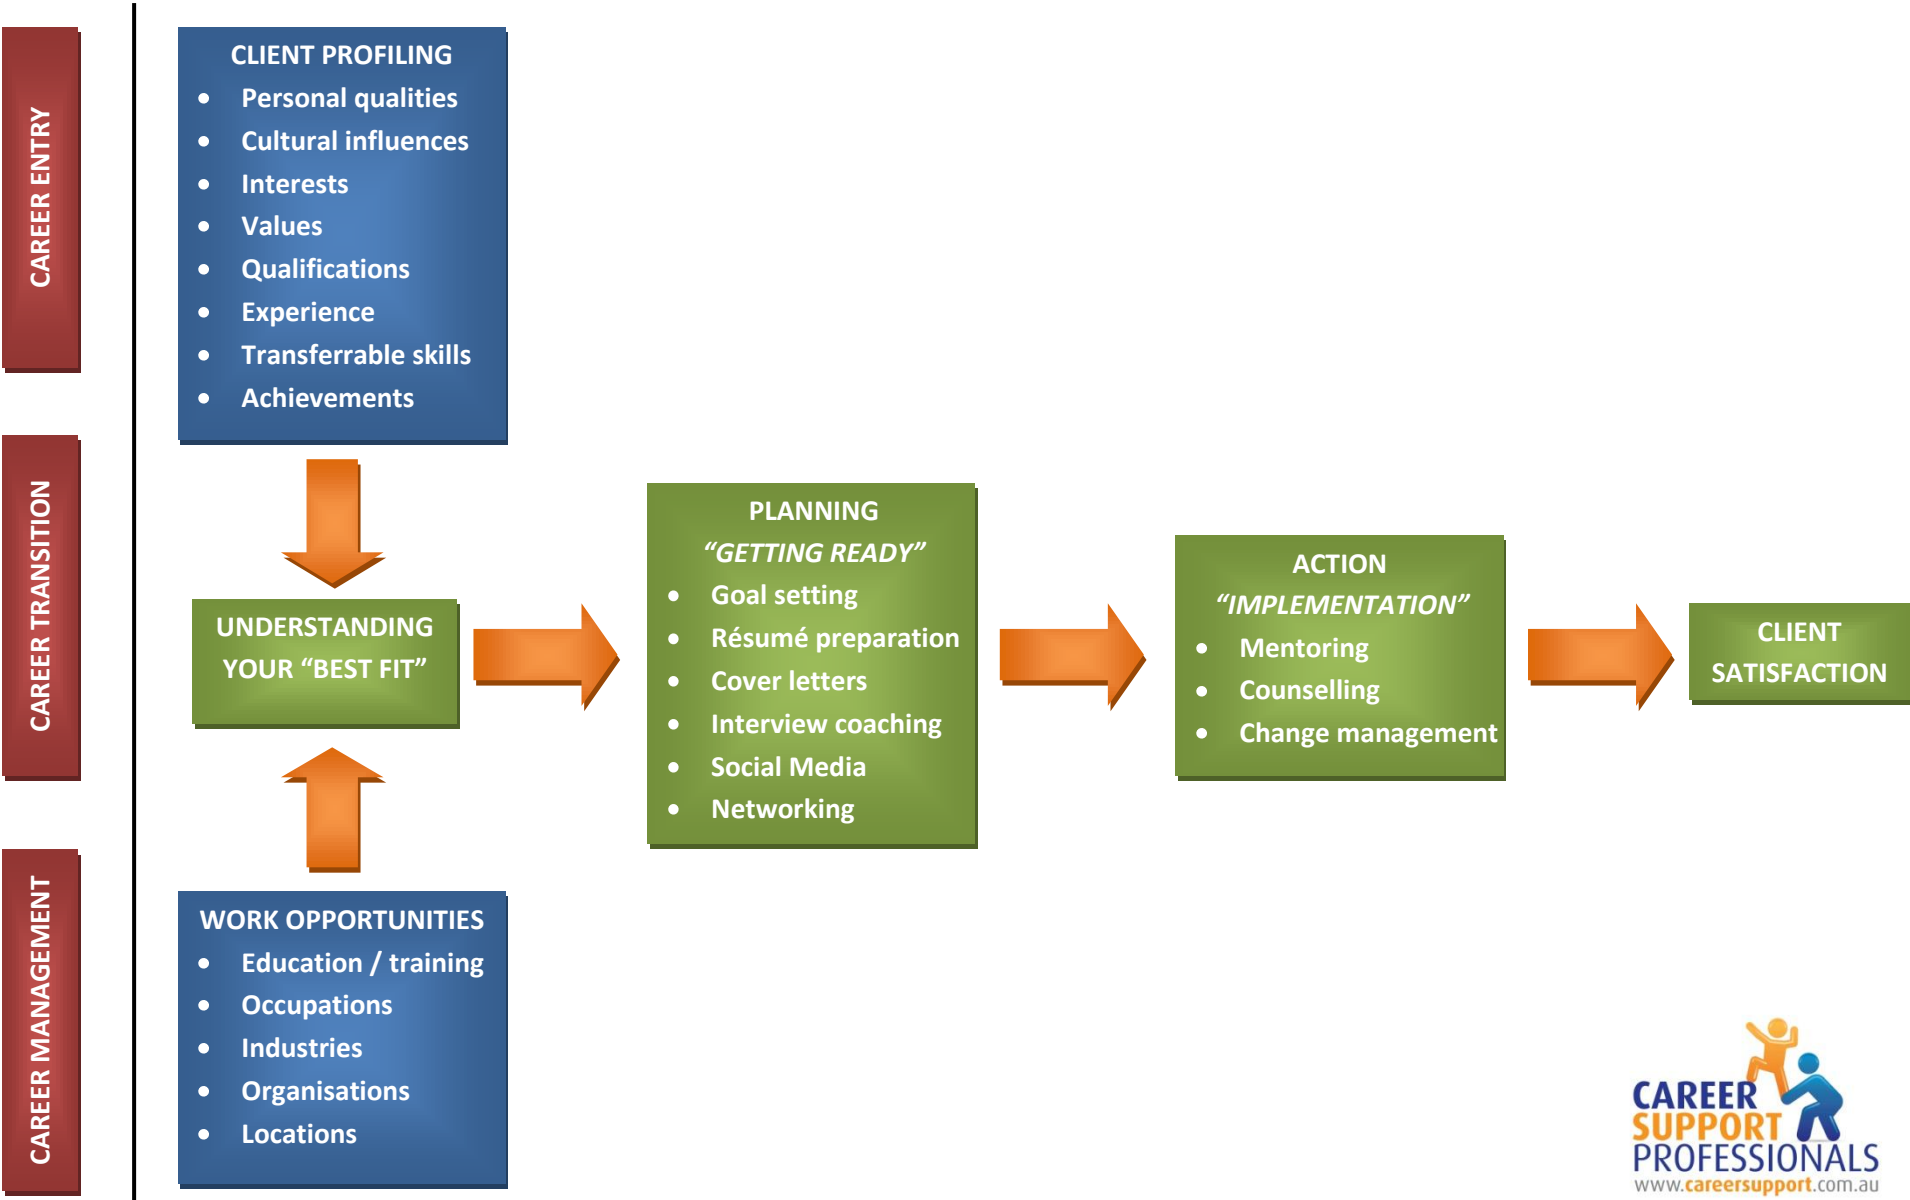 CAREER ENTRY
CAREER TRANSITION
CAREER MANAGEMENT
CLIENT PROFILING
• Personal qualities
• Cultural influences
• Interests
• Values
• Qualifications
• Experience
• Transferrable skills
• Achievements
UNDERSTANDING
YOUR “BEST FIT”
WORK OPPORTUNITIES
• Education / training
• Occupations
• Industries
• Organisations
• Locations
PLANNING
“GETTING READY”
• Goal setting
• Résumé preparation
• Cover letters
• Interview coaching
• Social Media
• Networking
ACTION
“IMPLEMENTATION”
• Mentoring
• Counselling
• Change management
CLIENT
SATISFACTION
CAREER
SUPPORT
PROFESSIONALS
www.careersupport.com.au